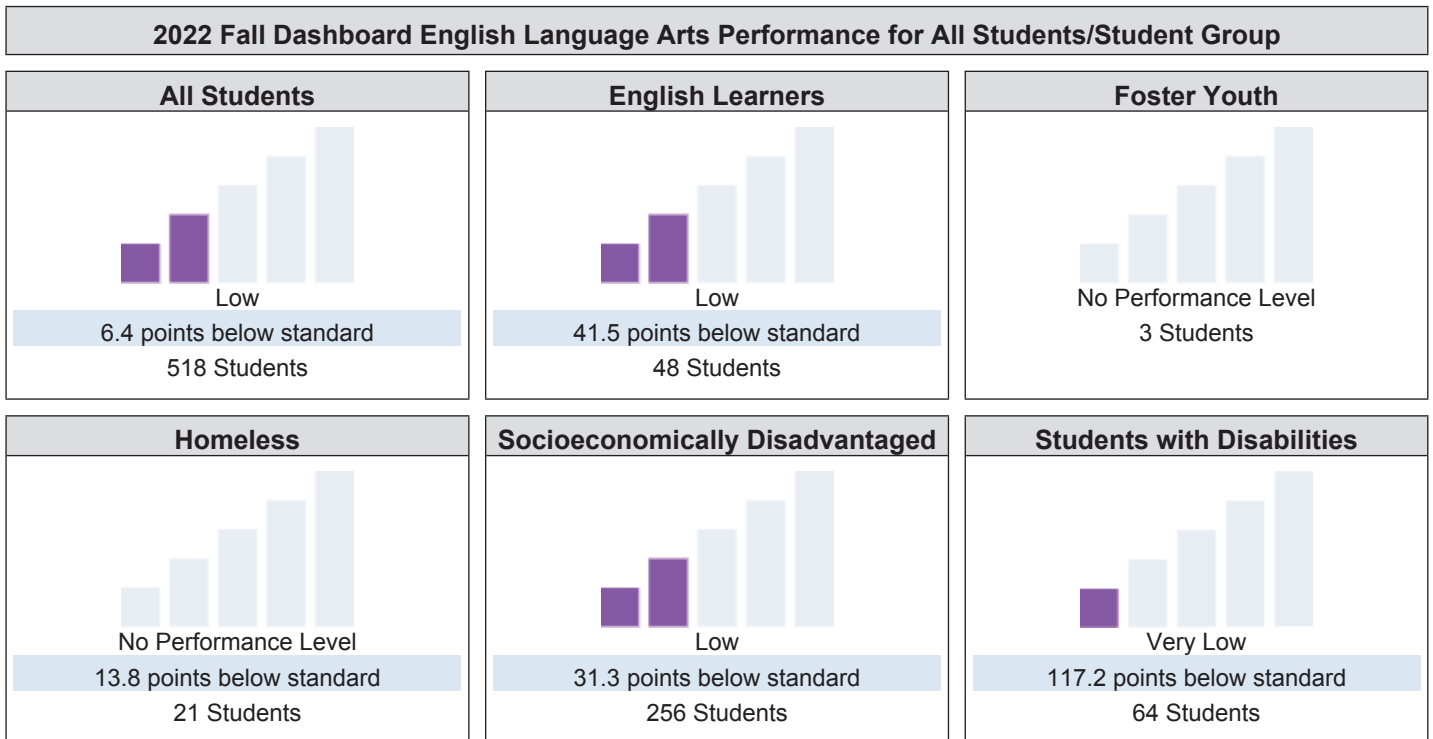 2022 Fall Dashboard English Language Arts Performance for All Students/Student Group
All Students
Low
6.4 points below standard
518 Students
English Learners
Low
41.5 points below standard
48 Students
Foster Youth
No Performance Level
3 Students
Homeless
No Performance Level
13.8 points below standard
21 Students
Socioeconomically Disadvantaged
Low
31.3 points below standard
256 Students
Students with Disabilities
Very Low
117.2 points below standard
64 Students